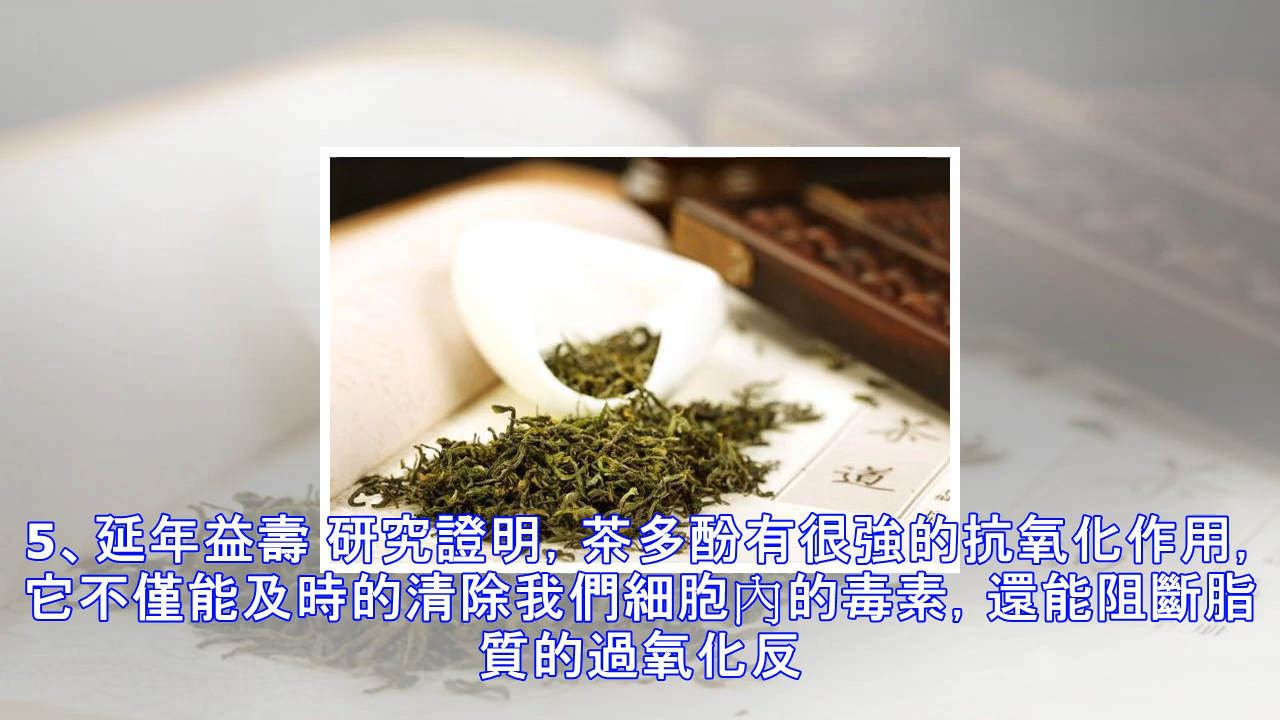 水
道
5、延年益壽 研究證明, 茶多酚有很強的抗氧化作用,
它不僅能及時的清除我們細胞內的毒素, 還能阻斷脂
質的過氧化反